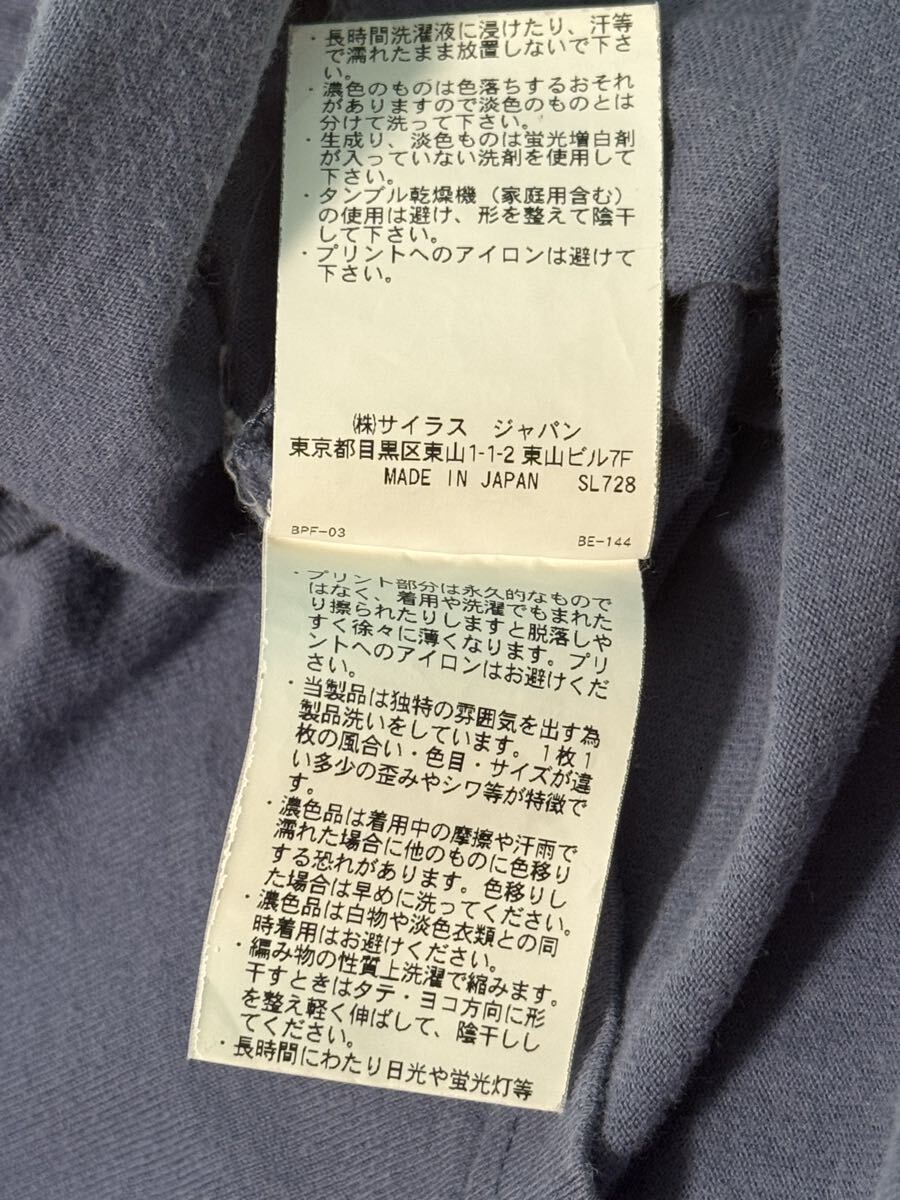 ・長時間洗濯液に浸けたり、汗等
で濡れたまま放置しないで下さ
い。
・濃色のものは色落ちするおそれ
がありますので淡色のものとは
分けて洗って下さい。
・生成り、淡色ものは蛍光増白剤
が入っていない洗剤を使用して
下さい。
・タンブル乾燥機（家庭用含む）
の使用は避け、形を整えて陰干
して下さい。
・プリントへのアイロンは避けて
下さい。
㈱サイラス ジャパン
東京都目黒区東山1-1-2 東山ビル7F
MADE IN JAPAN SL728
BPF-03 BE-144
・プリント部分は永久的なもので
はなく、着用や洗濯でもまれた
り擦られたりしますと脱落しや
すく徐々に薄くなります。プリ
ントへのアイロンはお避けくだ
さい。
・当製品は独特の雰囲気を出す為
製品洗いをしています。1枚1
枚の風合い・色目・サイズが違
い多少の歪みやシワ等が特徴で
す。
・濃色品は着用中の摩擦や汗雨で
濡れた場合に他のものに色移り
する恐れがあります。色移りし
た場合は早めに洗ってください。
・濃色品は白物や淡色衣類との同
時着用はお避けください。
・編み物の性質上洗濯で縮みます。
干すときはタテ・ヨコ方向に形
を整え軽く伸ばして、陰干しし
てください。
・長時間にわたり日光や蛍光灯等